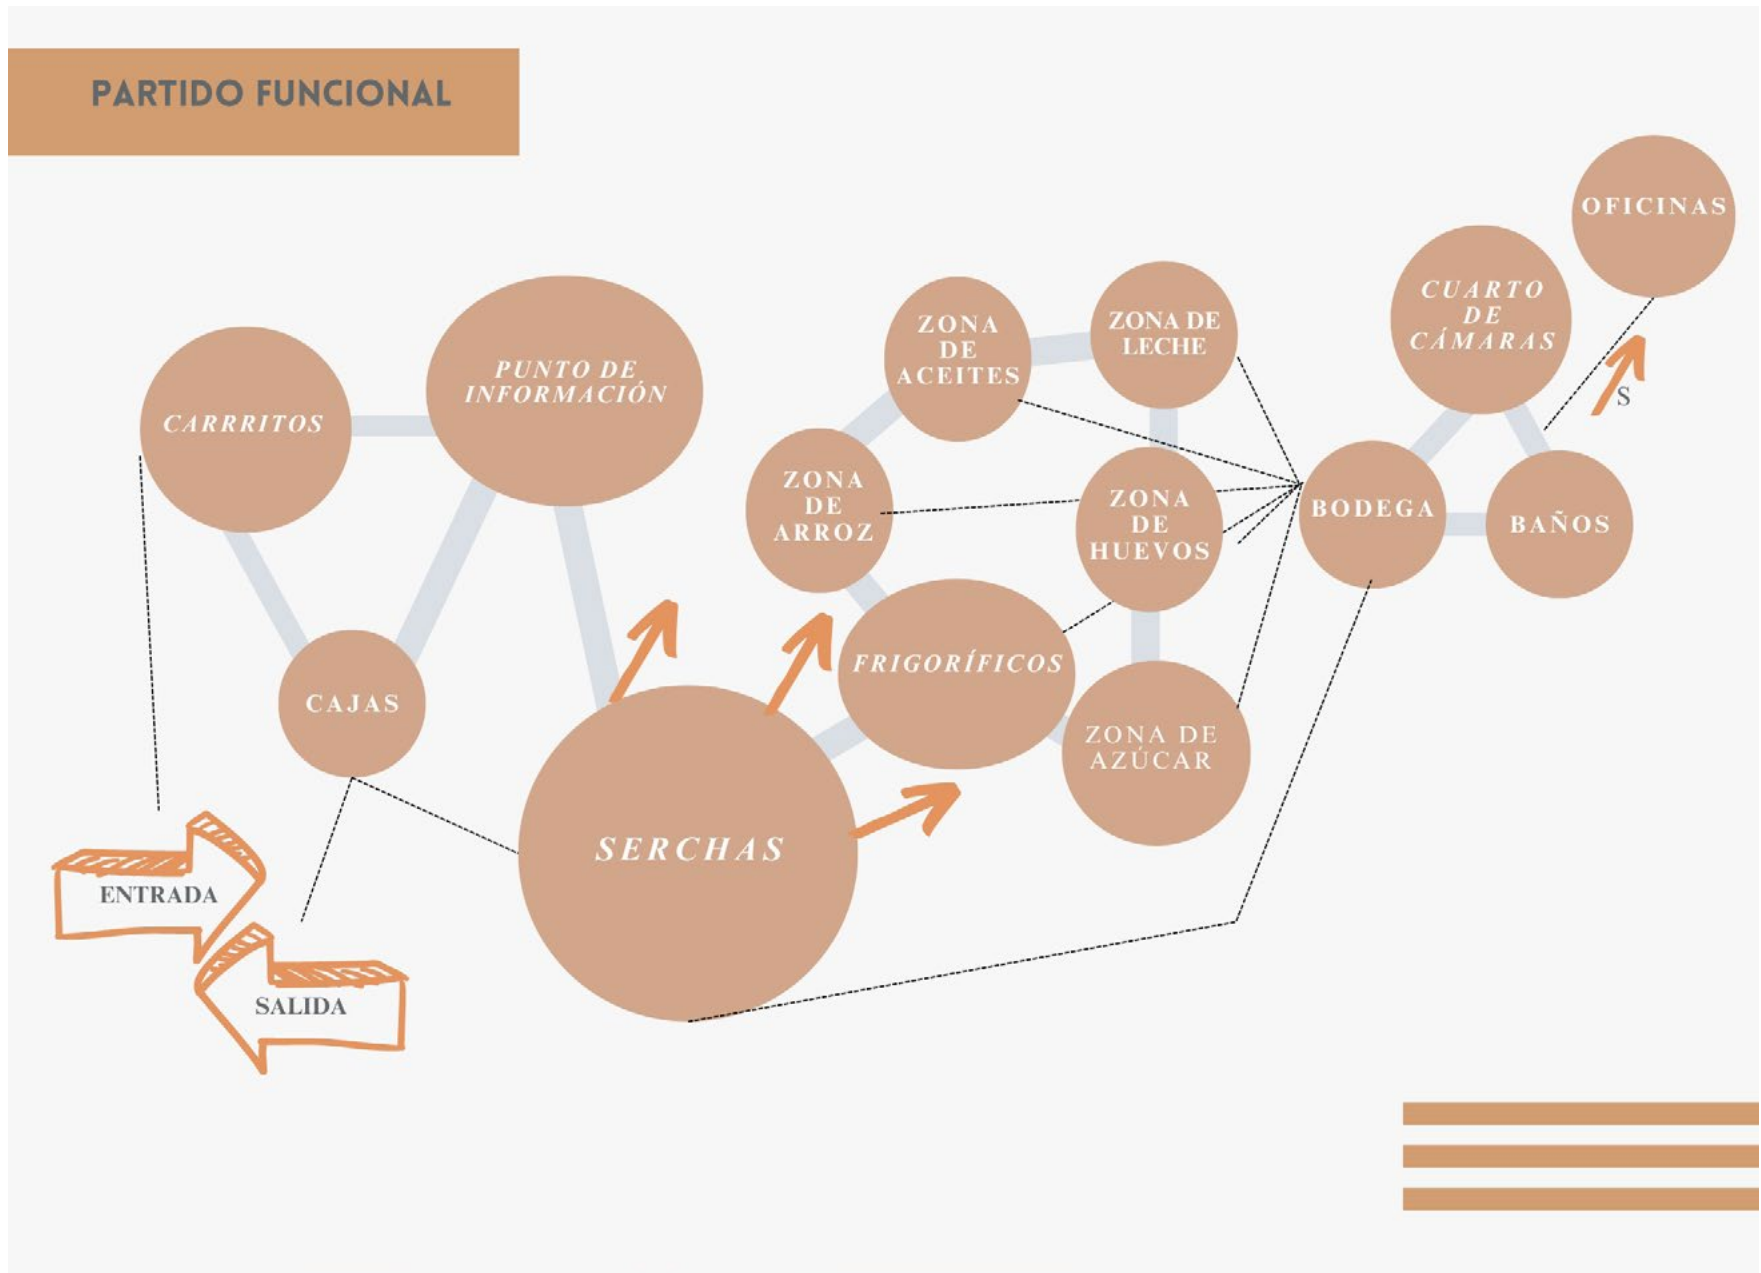 PARTIDO FUNCIONAL
OFICINAS
CUARTO
DE
CÁMARAS
S
ZONA
DE
ACEITES
ZONA DE
LECHE
PUNTO DE
INFORMACIÓN
CARRRITOS
ZONA
DE
ARROZ
ZONA
DE
HUEVOS
BODEGA
BAÑOS
FRIGORÍFICOS
CAJAS
ZONA DE
AZÚCAR
SERCHAS
ENTRADA
SALIDA